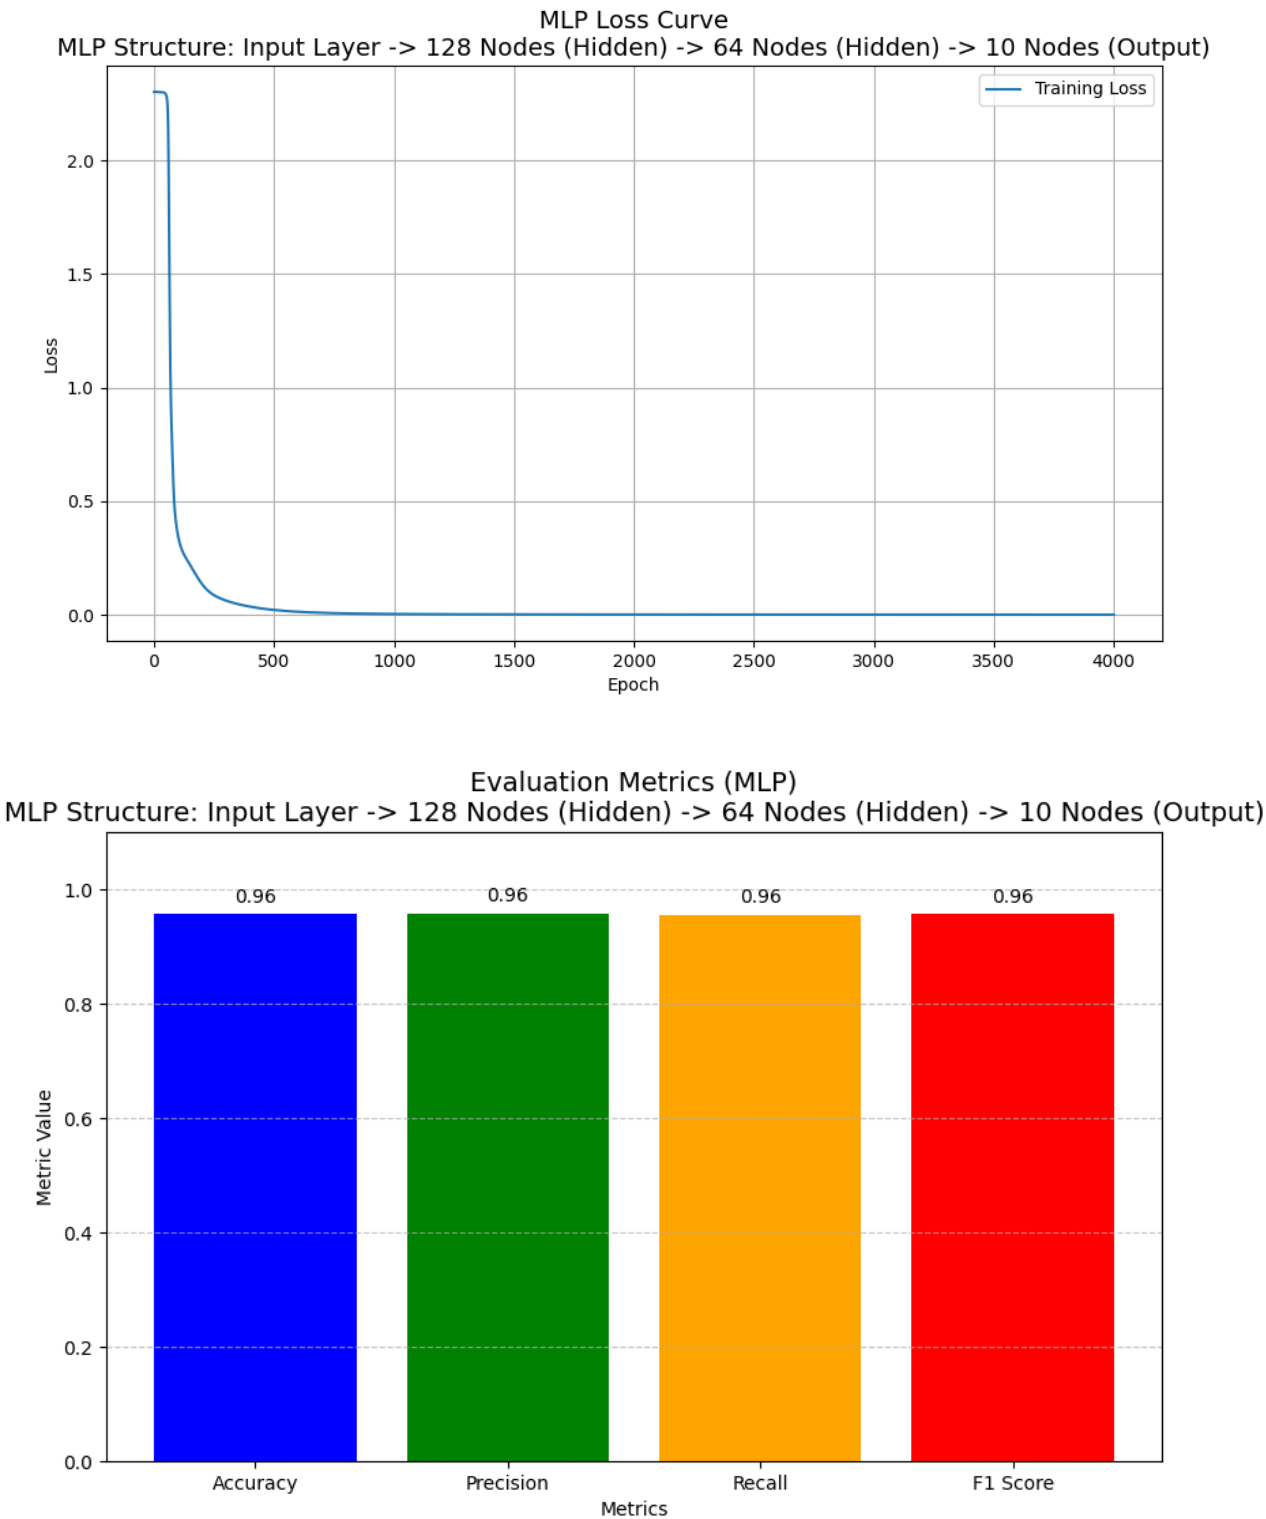 MLP Loss Curve
MLP Structure: Input Layer -> 128 Nodes (Hidden) -> 64 Nodes (Hidden) -> 10 Nodes (Output)
Training Loss
2.0
1.5
1.0
0.5
0.0
Loss
0 500 1000 1500 2000 2500 3000 3500 4000
Epoch
Evaluation Metrics (MLP)
MLP Structure: Input Layer -> 128 Nodes (Hidden) -> 64 Nodes (Hidden) -> 10 Nodes (Output)
1.0
0.8
0.6
0.4
0.2
0.0
Metric Value
0.96 0.96 0.96 0.96
Accuracy Precision Recall F1 Score
Metrics